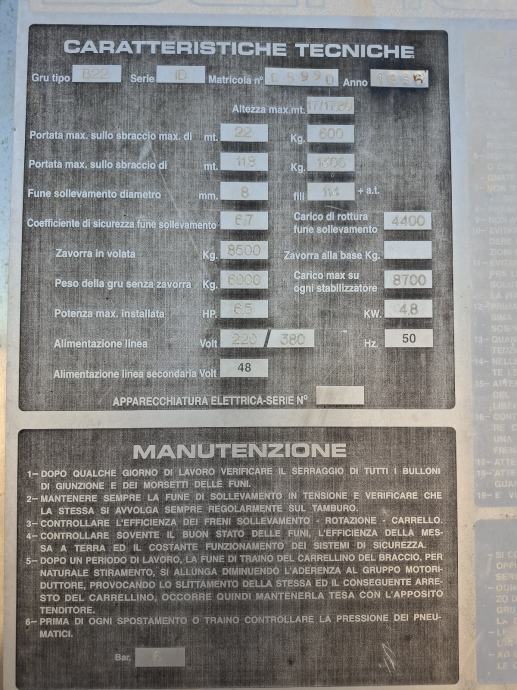 CARATTERISTICHE TECNICHE
Gru tipo 822 Serie ID Matricola n° Anno
Altezza max.mt.
Portata max. sullo sbraccio max. di mt. 22 Kg. 600
Portata max. sullo sbraccio di mt. Kg.
Fune sollevamento diametro mm. 8 fili + a.t.
Coefficiente di sicurezza fune sollevamento 6.7 Carico di rottura
fune sollevamento 4400
Zavorra in volata Kg. 8500 Zavorra alla base Kg.
Peso della gru senza zavorra Kg. 6000 Carico max su
ogni stabilizzatore 8700
Potenza max. installata HP. 6.5 KW. 4.8
Alimentazione linea Volt 220 / 380 Hz. 50
Alimentazione linea secondaria Volt 48
APPARECCHIATURA ELETTRICA-SERIE N°
MANUTENZIONE
1– DOPO QUALCHE GIORNO DI LAVORO VERIFICARE IL SERRAGGIO DI TUTTI I BULLONI
DI GIUNZIONE E DEI MORSETTI DELLE FUNI.
2– MANTENERE SEMPRE LA FUNE DI SOLLEVAMENTO IN TENSIONE E VERIFICARE CHE
LA STESSA SI AVVOLGA SEMPRE REGOLARMENTE SUL TAMBURO.
3– CONTROLLARE L'EFFICIENZA DEI FRENI SOLLEVAMENTO - ROTAZIONE - CARRELLO.
4– CONTROLLARE SOVENTE IL BUON STATO DELLE FUNI, L'EFFICIENZA DELLA MES-
SA A TERRA ED IL COSTANTE FUNZIONAMENTO DEI SISTEMI DI SICUREZZA.
5– DOPO UN PERIODO DI LAVORO, LA FUNE DI TRAINO DEL CARRELLINO DEL BRACCIO, PER
NATURALE STIRAMENTO, SI ALLUNGA DIMINUENDO L'ADERENZA AL GRUPPO MOTORI-
DUTTORE, PROVOCANDO LO SLITTAMENTO DELLA STESSA ED IL CONSEGUENTE ARRE-
STO DEL CARRELLINO, OCCORRE QUINDI MANTENERLA TESA CON L'APPOSITO
TENDITORE.
6– PRIMA DI OGNI SPOSTAMENTO O TRAINO CONTROLLARE LA PRESSIONE DEI PNEU-
MATICI.
Bar.